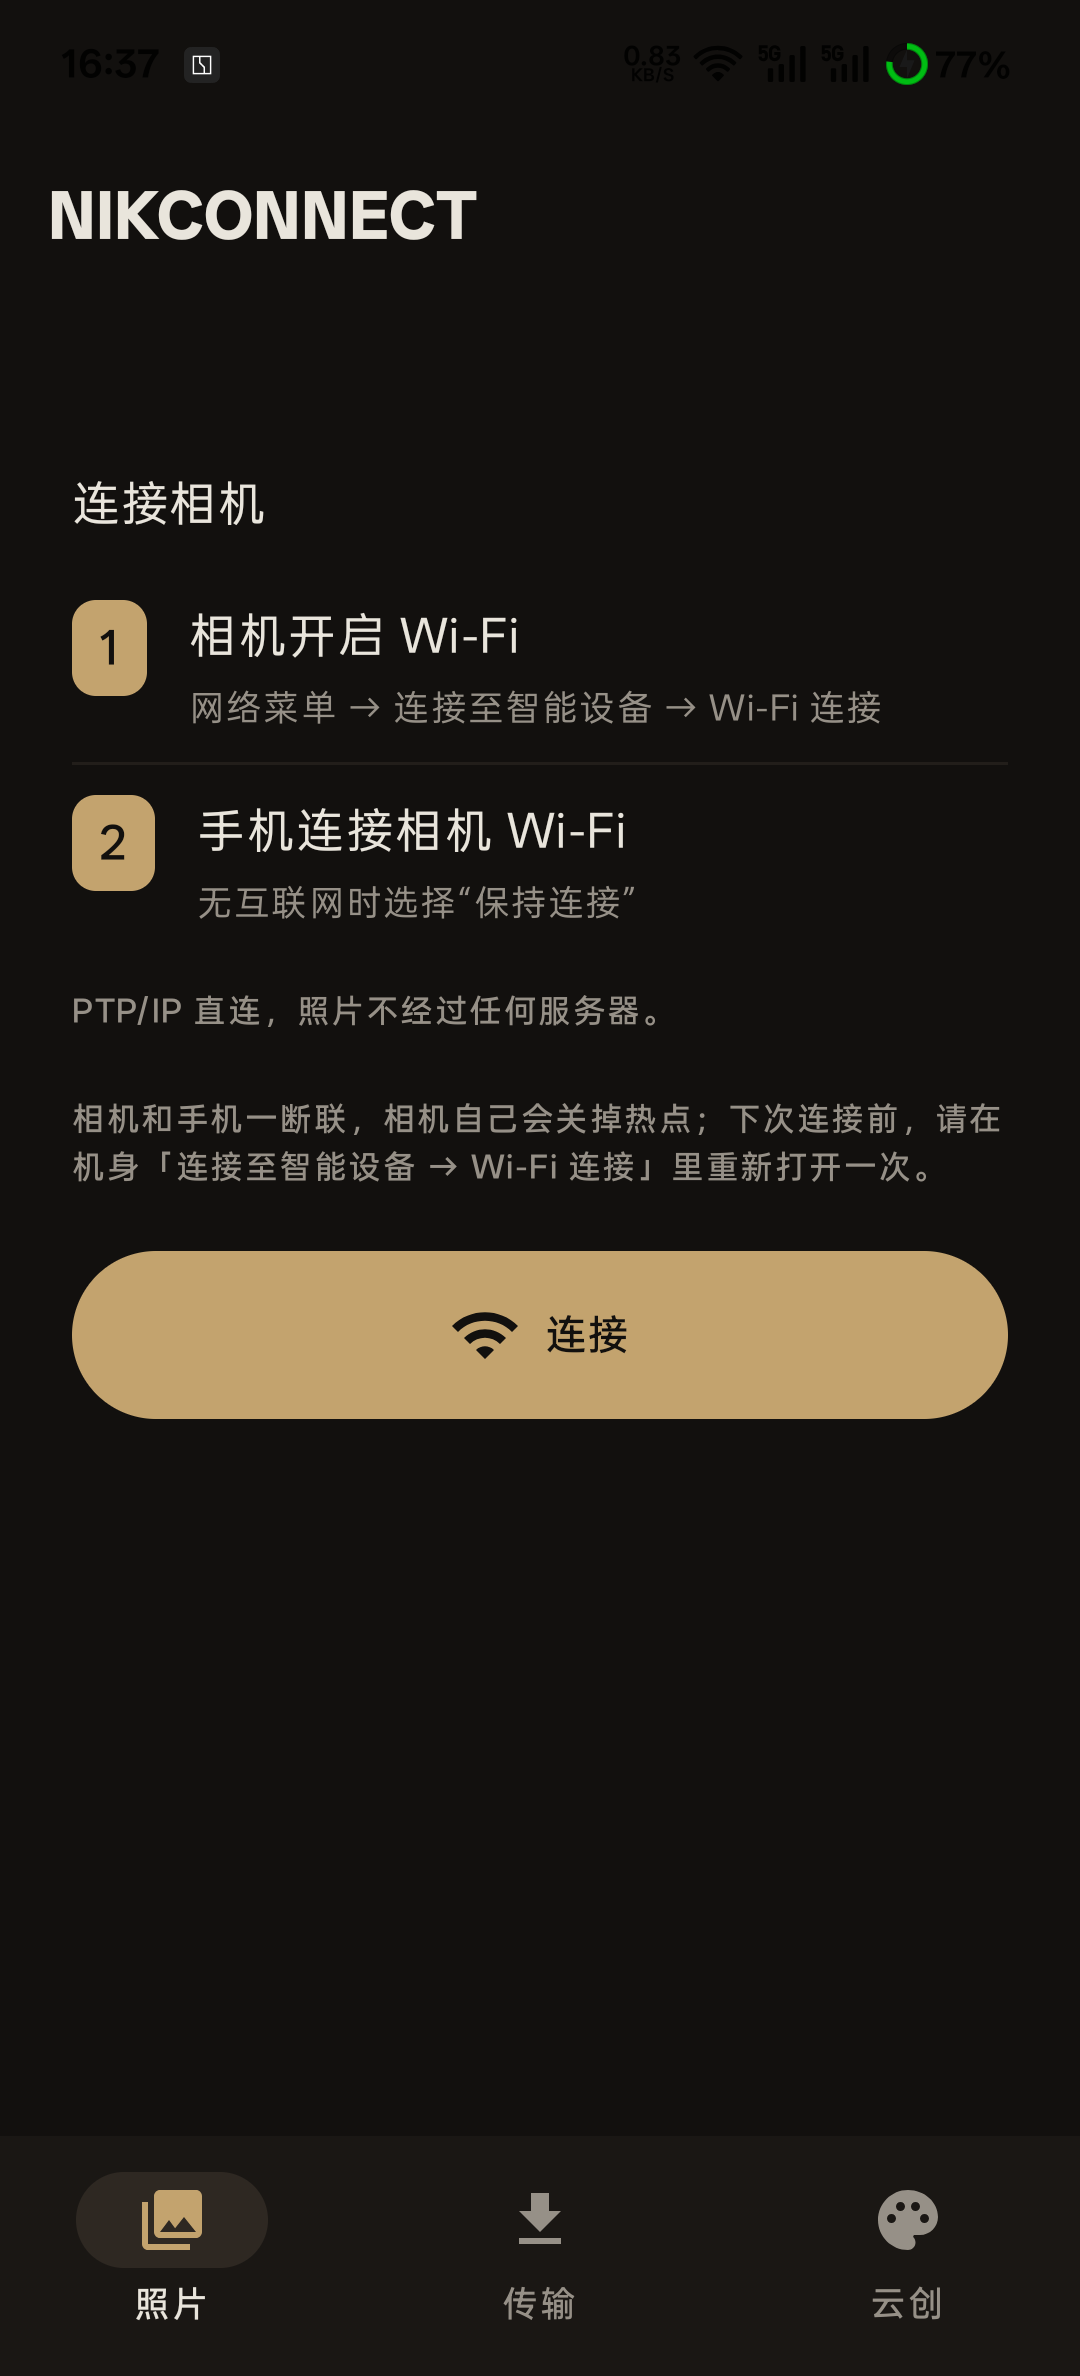 16:37
0.83
KB/S
5G
5G
77%
NIKCONNECT
连接相机
1
相机开启 Wi-Fi
网络菜单 → 连接至智能设备 → Wi-Fi 连接
2
手机连接相机 Wi-Fi
无互联网时选择“保持连接”
PTP/IP 直连，照片不经过任何服务器。
相机和手机一断联，相机自己会关掉热点；下次连接前，请在
机身「连接至智能设备 → Wi-Fi 连接」里重新打开一次。
连接
照片
传输
云创